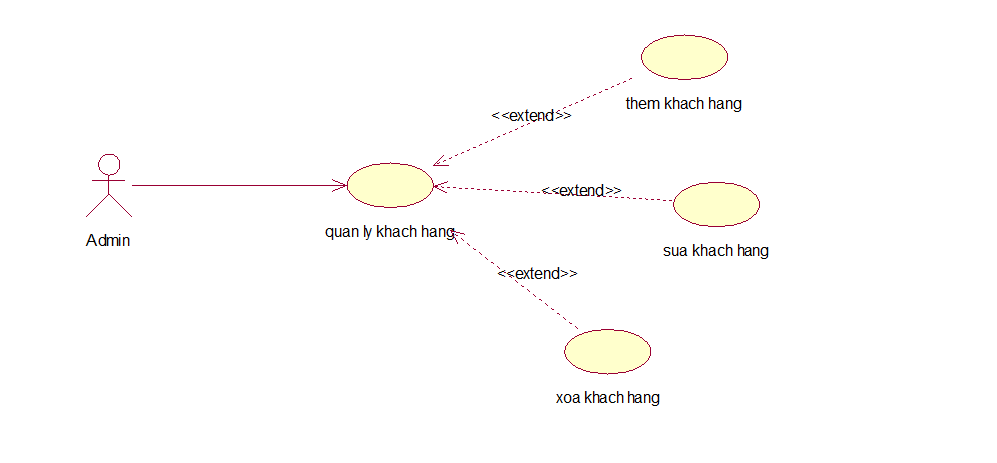 them khach hang
<<extend>>
<<extend>>
Admin
quan ly khach hang
sua khach hang
<<extend>>
xoa khach hang